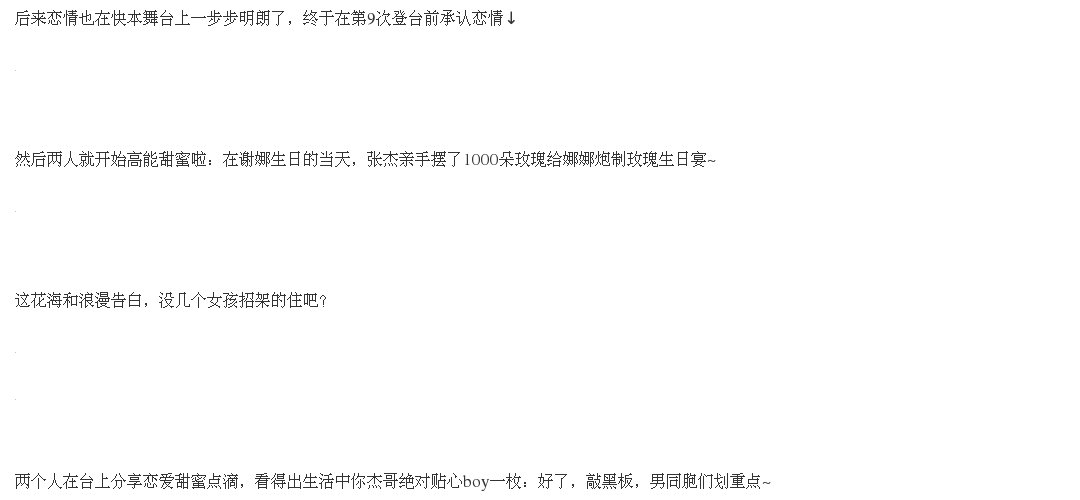 后来恋情也在快本舞台上一步步明朗了，终于在第9次登台前承认恋情↓
然后两人就开始高能甜蜜啦：在谢娜生日的当天，张杰亲手摆了1000朵玫瑰给娜娜炮制玫瑰生日宴~
这花海和浪漫告白，没几个女孩招架的住吧？
两个人在台上分享恋爱甜蜜点滴，看得出生活中你杰哥绝对贴心boy一枚：好了，敲黑板，男同胞们划重点~